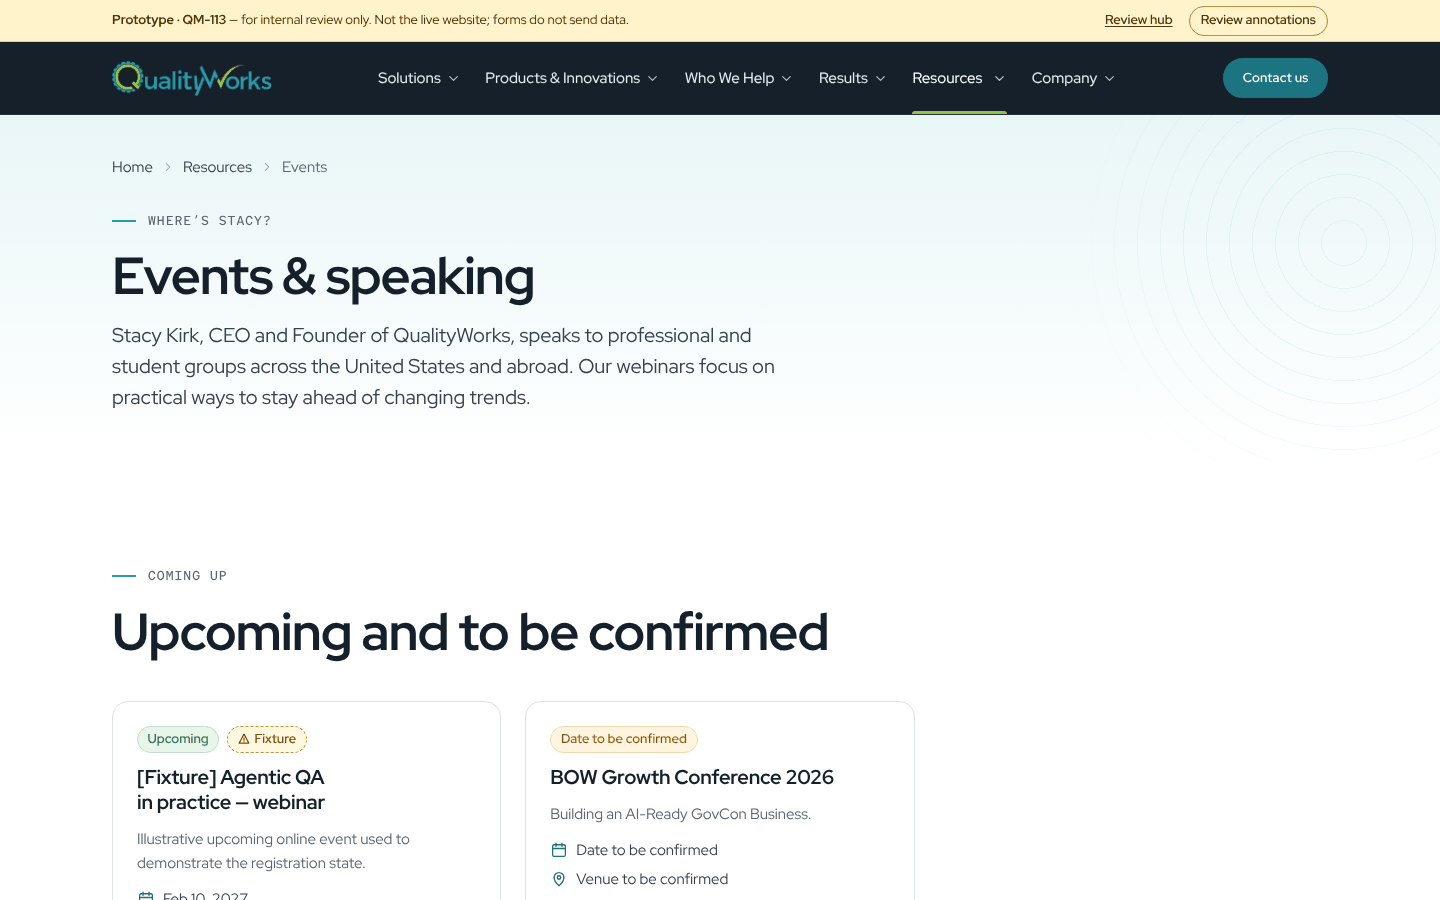 Prototype · QM-113 — for internal review only. Not the live website; forms do not send data.
Review hub
Review annotations
QualityWorks
Solutions
Products & Innovations
Who We Help
Results
Resources
Company
Contact us
Home > Resources > Events
WHERE'S STACY?
Events & speaking
Stacy Kirk, CEO and Founder of QualityWorks, speaks to professional and
student groups across the United States and abroad. Our webinars focus on
practical ways to stay ahead of changing trends.
COMING UP
Upcoming and to be confirmed
Upcoming
Fixture
[Fixture] Agentic QA
in practice — webinar
Illustrative upcoming online event used to
demonstrate the registration state.
Feb 10, 2027
Date to be confirmed
BOW Growth Conference 2026
Building an AI-Ready GovCon Business.
Date to be confirmed
Venue to be confirmed